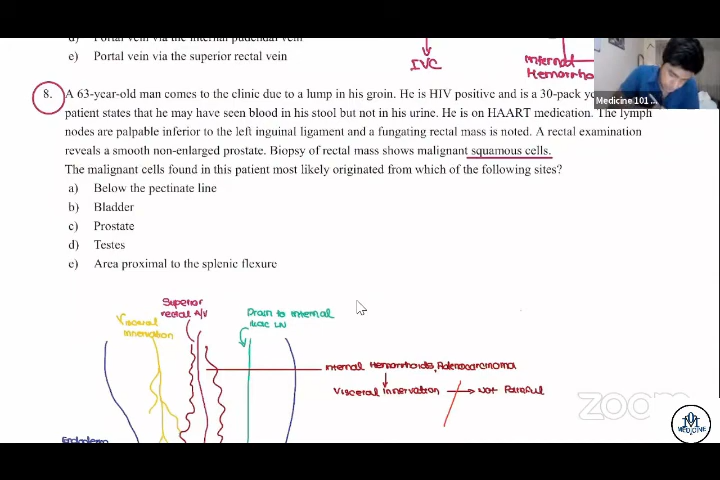 d) Portal vein via the internal pudendal vein
e) Portal vein via the superior rectal vein
IVC
Internal
Hemorrho
8. A 63-year-old man comes to the clinic due to a lump in his groin. He is HIV positive and is a 30-pack
patient states that he may have seen blood in his stool but not in his urine. He is on HAART medication. The lymph
nodes are palpable inferior to the left inguinal ligament and a fungating rectal mass is noted. A rectal examination
reveals a smooth non-enlarged prostate. Biopsy of rectal mass shows malignant squamous cells.
The malignant cells found in this patient most likely originated from which of the following sites?
a) Below the pectinate line
b) Bladder
c) Prostate
d) Testes
e) Area proximal to the splenic flexure
Medicine 101 ...
Superior
rectal A/V
Visceral
innervation
Drain to internal
iliac LN
Internal Hemorrhoids, Adenocarcinoma
Visceral innervation → Not Painful
Endoderm
zoom
MEDICINE